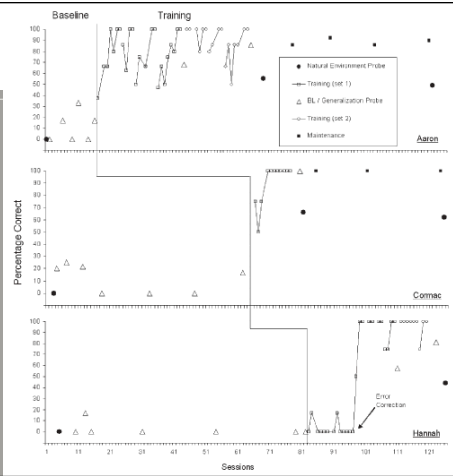 Baseline Training
100
90
80
70
60
50
40
30
20
10
0
Natural Environment Probe
Training (set 1)
BL / Generalization Probe
Training (set 2)
Maintenance
Aaron
Percentage Correct
100
90
80
70
60
50
40
30
20
10
0
Cormac
100
90
80
70
60
50
40
30
20
10
0
Error
Correction
Hannah
1 11 21 31 41 51 61 71 81 91 101 111 121
Sessions